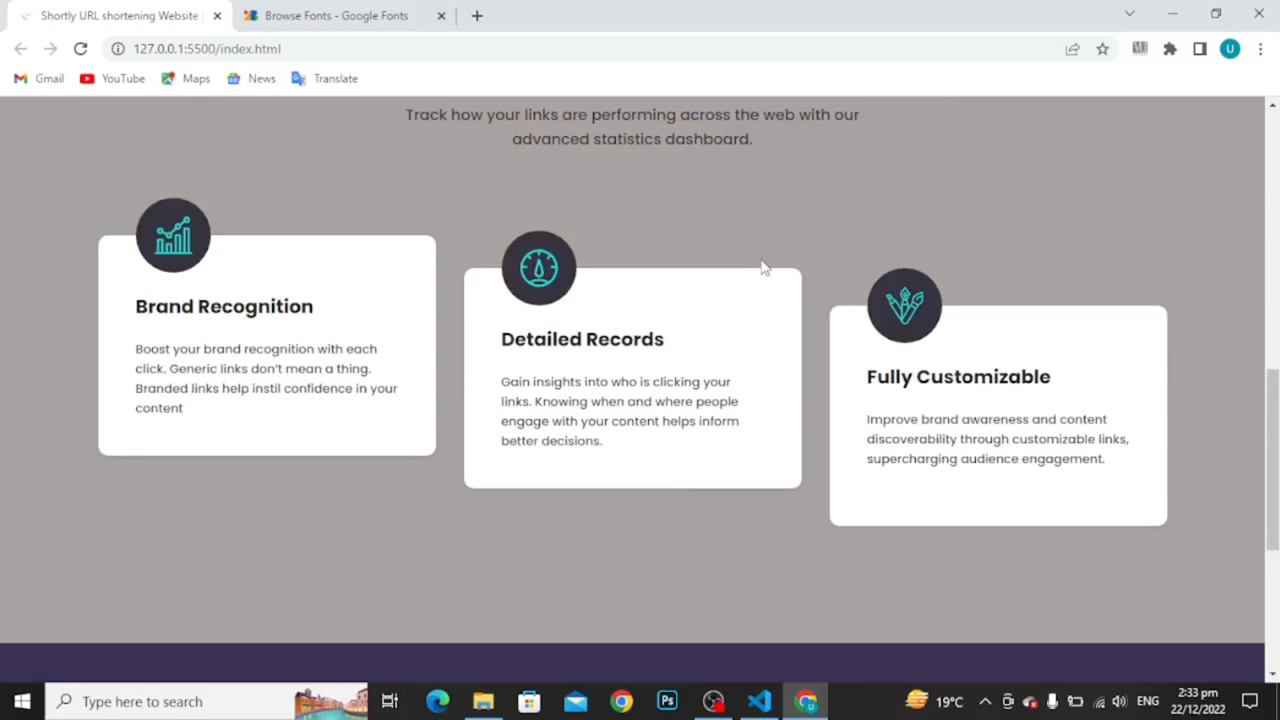 Shortly URL shortening Website
Browse Fonts - Google Fonts
127.0.0.1:5500/index.html
U
Gmail
YouTube
Maps
News
Translate
Track how your links are performing across the web with our
advanced statistics dashboard.
Brand Recognition
Boost your brand recognition with each
click. Generic links don’t mean a thing.
Branded links help instil confidence in your
content
Detailed Records
Gain insights into who is clicking your
links. Knowing when and where people
engage with your content helps inform
better decisions.
Fully Customizable
Improve brand awareness and content
discoverability through customizable links,
supercharging audience engagement.
Type here to search
Ps
19°C
ENG
2:33 pm
22/12/2022